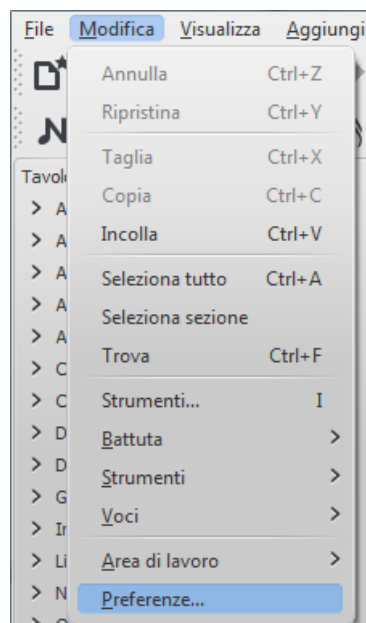 File Modifica Visualizza Aggiungi
Annulla Ctrl+Z
Ripristina Ctrl+Y
Taglia Ctrl+X
Copia Ctrl+C
Incolla Ctrl+V
Seleziona tutto Ctrl+A
Seleziona sezione
Trova Ctrl+F
Strumenti... I
Battuta >
Strumenti >
Voci >
Area di lavoro >
Preferenze...